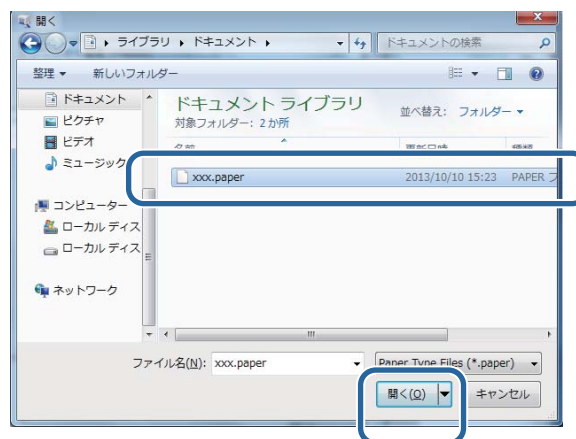 開く
ライブラリ ▸ ドキュメント ▸
ドキュメントの検索
整理
新しいフォルダー
ドキュメント
ピクチャ
ビデオ
ミュージック
コンピューター
ローカル ディス
ローカル ディス
ネットワーク
ドキュメント ライブラリ
対象フォルダー: 2 か所
並べ替え: フォルダー
xxx.paper 2013/10/10 15:23 PAPER フ
ファイル名(N): xxx.paper
Paper Type Files (*.paper)
開く(O)
キャンセル